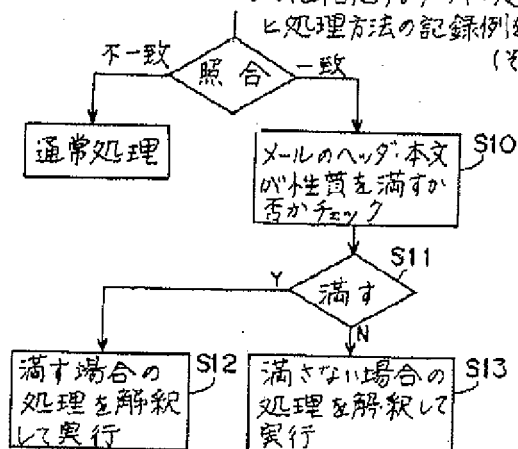 と処理方法の記録例
(そ
不一致
照合
一致
通常処理
メールのヘッダ・本文
が性質を満すか
否かチェック
S10
S11
満す
Y
N
満す場合の
処理を解釈
して実行
S12
満さない場合の
処理を解釈して
実行
S13